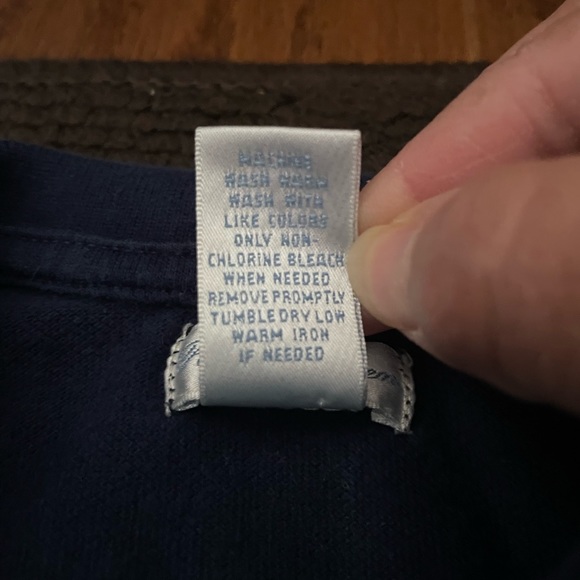 MACHINE
WASH WARM
WASH WITH
LIKE COLORS
ONLY NON-
CHLORINE BLEACH
WHEN NEEDED
REMOVE PROMPTLY
TUMBLE DRY LOW
WARM IRON
IF NEEDED